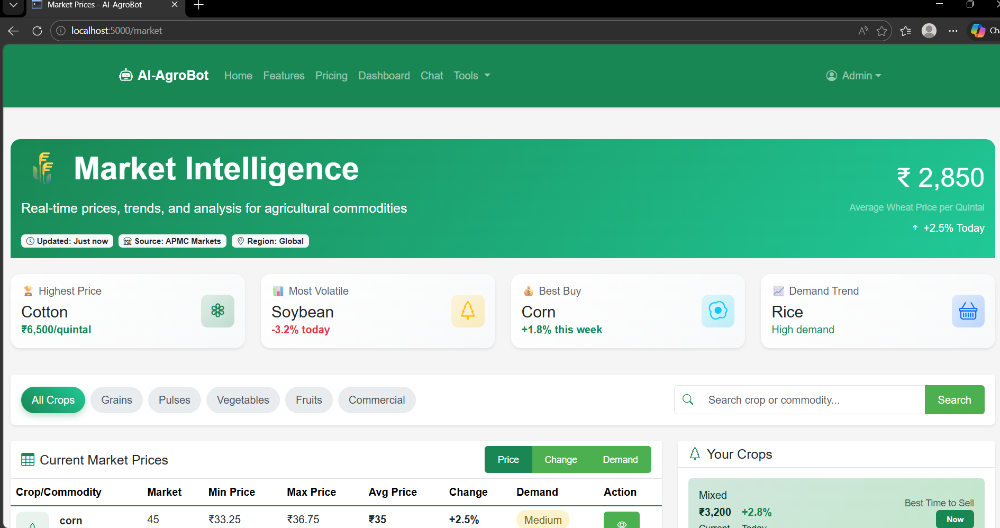 Market Prices - AI-AgroBot
localhost:5000/market
AI-AgroBot
Home
Features
Pricing
Dashboard
Chat
Tools
Admin
Market Intelligence
Real-time prices, trends, and analysis for agricultural commodities
Updated: Just now
Source: APMC Markets
Region: Global
₹ 2,850
Average Wheat Price per Quintal
+2.5% Today
Highest Price
Cotton
₹6,500/quintal
Most Volatile
Soybean
-3.2% today
Best Buy
Corn
+1.8% this week
Demand Trend
Rice
High demand
All Crops
Grains
Pulses
Vegetables
Fruits
Commercial
Search crop or commodity...
Search
Current Market Prices
Price
Change
Demand
Crop/Commodity Market Min Price Max Price Avg Price Change Demand Action
corn 45 ₹33.25 ₹36.75 ₹35 +2.5% Medium
Your Crops
Mixed
₹3,200 +2.8%
Current Today
Best Time to Sell
Now